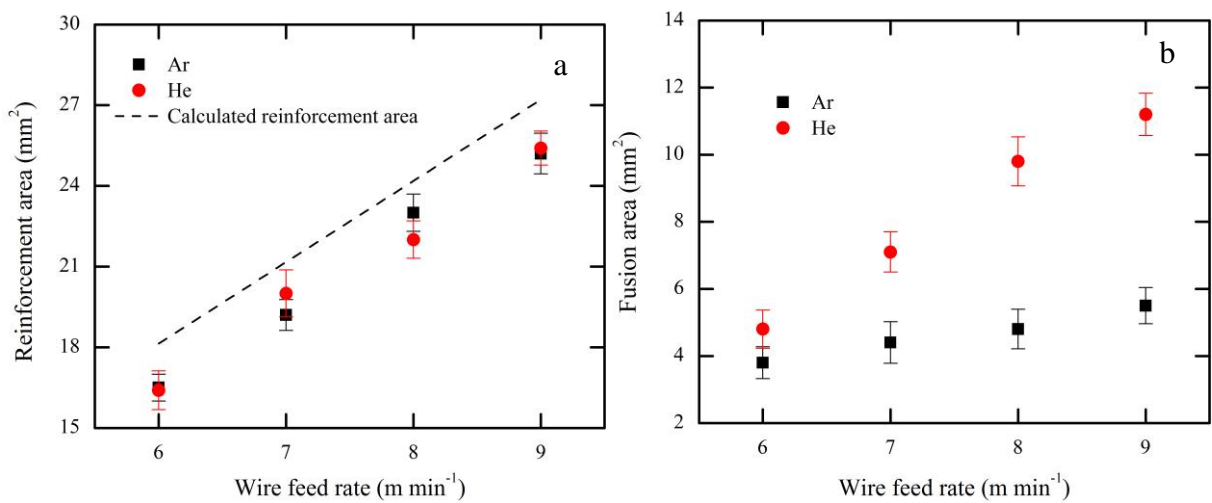 a
Ar
He
Calculated reinforcement area
Reinforcement area (mm²)
30
27
24
21
18
15
6 7 8 9
Wire feed rate (m min⁻¹)
b
Ar
He
Fusion area (mm²)
14
12
10
8
6
4
2
6 7 8 9
Wire feed rate (m min⁻¹)